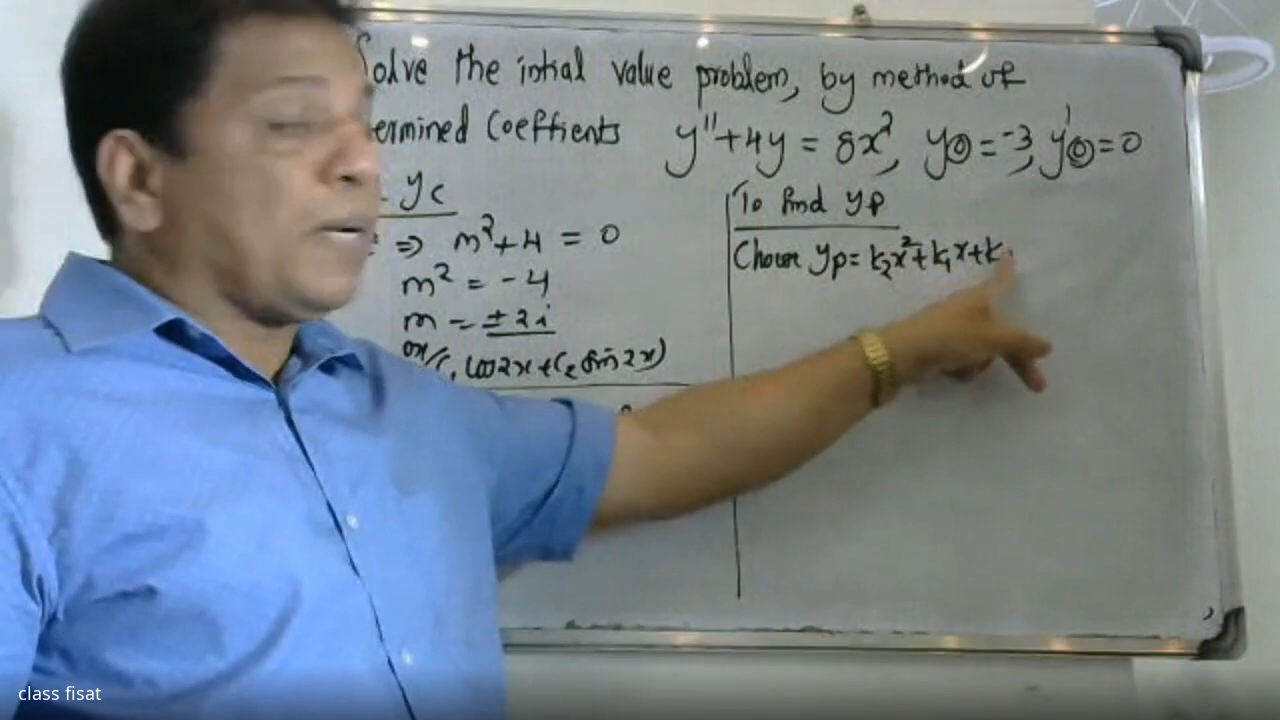 Solve the initial value problem, by method of
ermined Coeffients y"+4y = 8x², y(0)=-3, y'(0)=0
yc
⇒ m²+4 = 0
m² = -4
m = ±2i
cos2x+C₂ sin2x)
To find yp
Choose yp= k₂x²+k₁x+k
class fisat